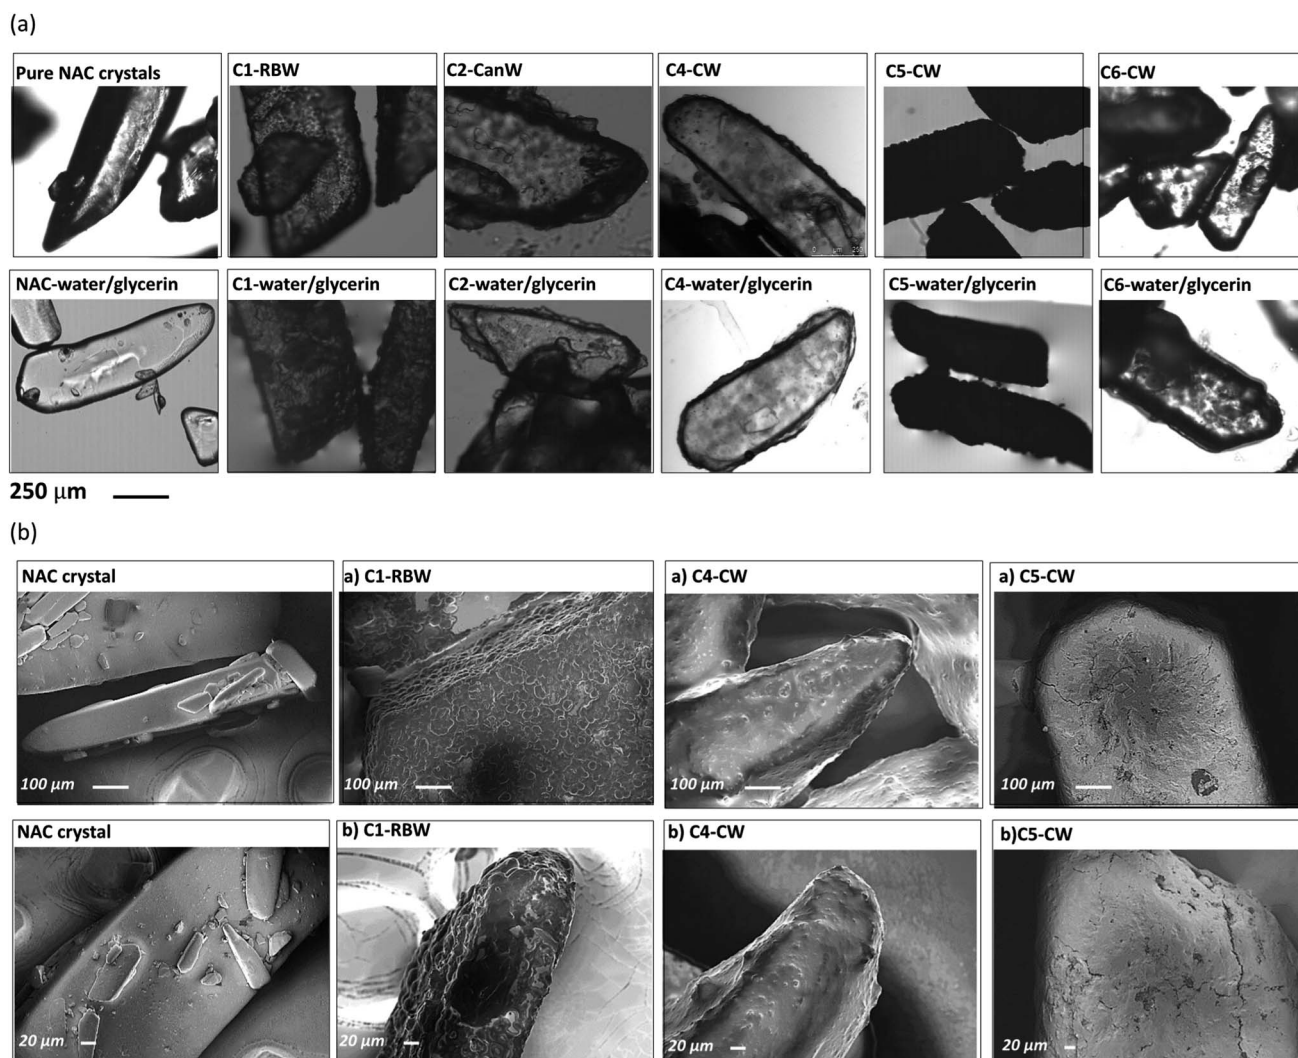 (a)
Pure NAC crystals
C1-RBW
C2-CanW
C4-CW
C5-CW
C6-CW
0 µm 250
NAC-water/glycerin
C1-water/glycerin
C2-water/glycerin
C4-water/glycerin
C5-water/glycerin
C6-water/glycerin
250 µm
(b)
NAC crystal
a) C1-RBW
a) C4-CW
a) C5-CW
100 µm
100 µm
100 µm
100 µm
NAC crystal
b) C1-RBW
b) C4-CW
b)C5-CW
20 µm
20 µm
20 µm
20 µm